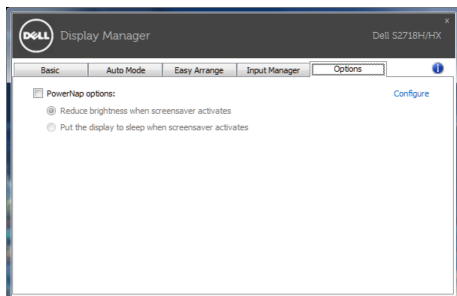 DELL
Display Manager
Dell S2718H/HX
x
Basic
Auto Mode
Easy Arrange
Input Manager
Options
i
PowerNap options:
Configure
Reduce brightness when screensaver activates
Put the display to sleep when screensaver activates